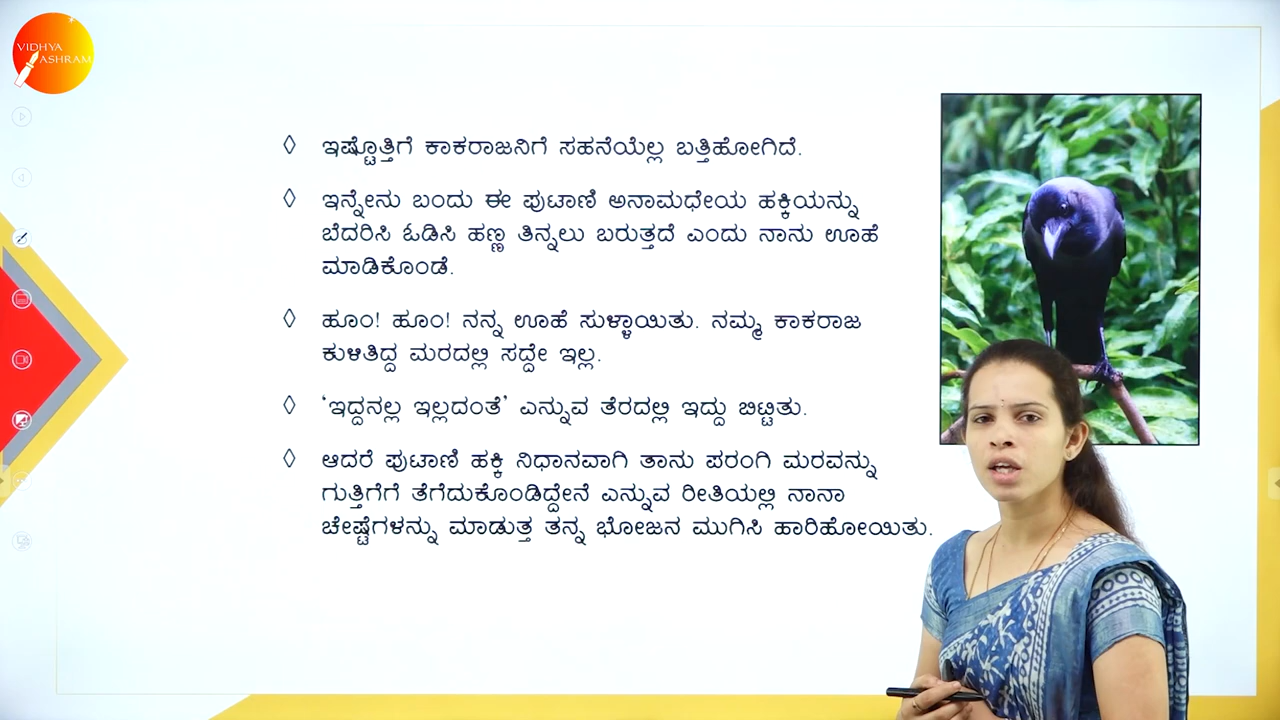 VIDHYA
ASHRAM
ಇಷ್ಟೊತ್ತಿಗೆ ಕಾಕರಾಜನಿಗೆ ಸಹನೆಯೆಲ್ಲ ಬತ್ತಿಹೋಗಿದೆ.
ಇನ್ನೇನು ಬಂದು ಈ ಪುಟಾಣಿ ಅನಾಮಧೇಯ ಹಕ್ಕಿಯನ್ನು
ಬೆದರಿಸಿ ಓಡಿಸಿ ಹಣ್ಣ ತಿನ್ನಲು ಬರುತ್ತದೆ ಎಂದು ನಾನು ಊಹೆ
ಮಾಡಿಕೊಂಡೆ.
ಹೂಂ! ಹೂಂ! ನನ್ನ ಊಹೆ ಸುಳ್ಳಾಯಿತು. ನಮ್ಮ ಕಾಕರಾಜ
ಕುಳಿತಿದ್ದ ಮರದಲ್ಲಿ ಸದ್ದೇ ಇಲ್ಲ.
‘ಇದ್ದನಲ್ಲ ಇಲ್ಲದಂತೆ’ ಎನ್ನುವ ತೆರದಲ್ಲಿ ಇದ್ದು ಬಿಟ್ಟಿತು.
ಆದರೆ ಪುಟಾಣಿ ಹಕ್ಕಿ ನಿಧಾನವಾಗಿ ತಾನು ಪರಂಗಿ ಮರವನ್ನು
ಗುತ್ತಿಗೆಗೆ ತೆಗೆದುಕೊಂಡಿದ್ದೇನೆ ಎನ್ನುವ ರೀತಿಯಲ್ಲಿ ನಾನಾ
ಚೇಷ್ಟೆಗಳನ್ನು ಮಾಡುತ್ತ ತನ್ನ ಭೋಜನ ಮುಗಿಸಿ ಹಾರಿಹೋಯಿತು.